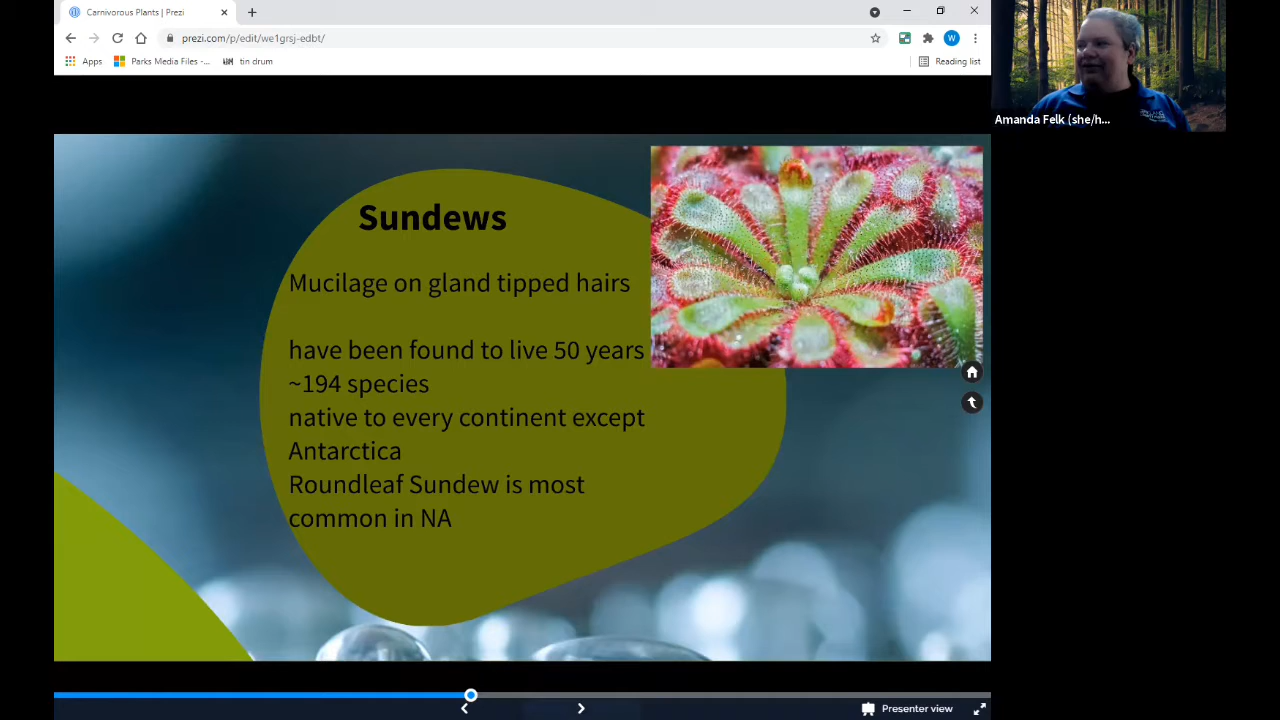 Carnivorous Plants | Prezi
prezi.com/p/edit/we1grsj-edbt/
W
Apps
Parks Media Files -...
tin drum
Reading list
Amanda Felk (she/h...
Sundews
Mucilage on gland tipped hairs
have been found to live 50 years
~194 species
native to every continent except
Antarctica
Roundleaf Sundew is most
common in NA
Presenter view